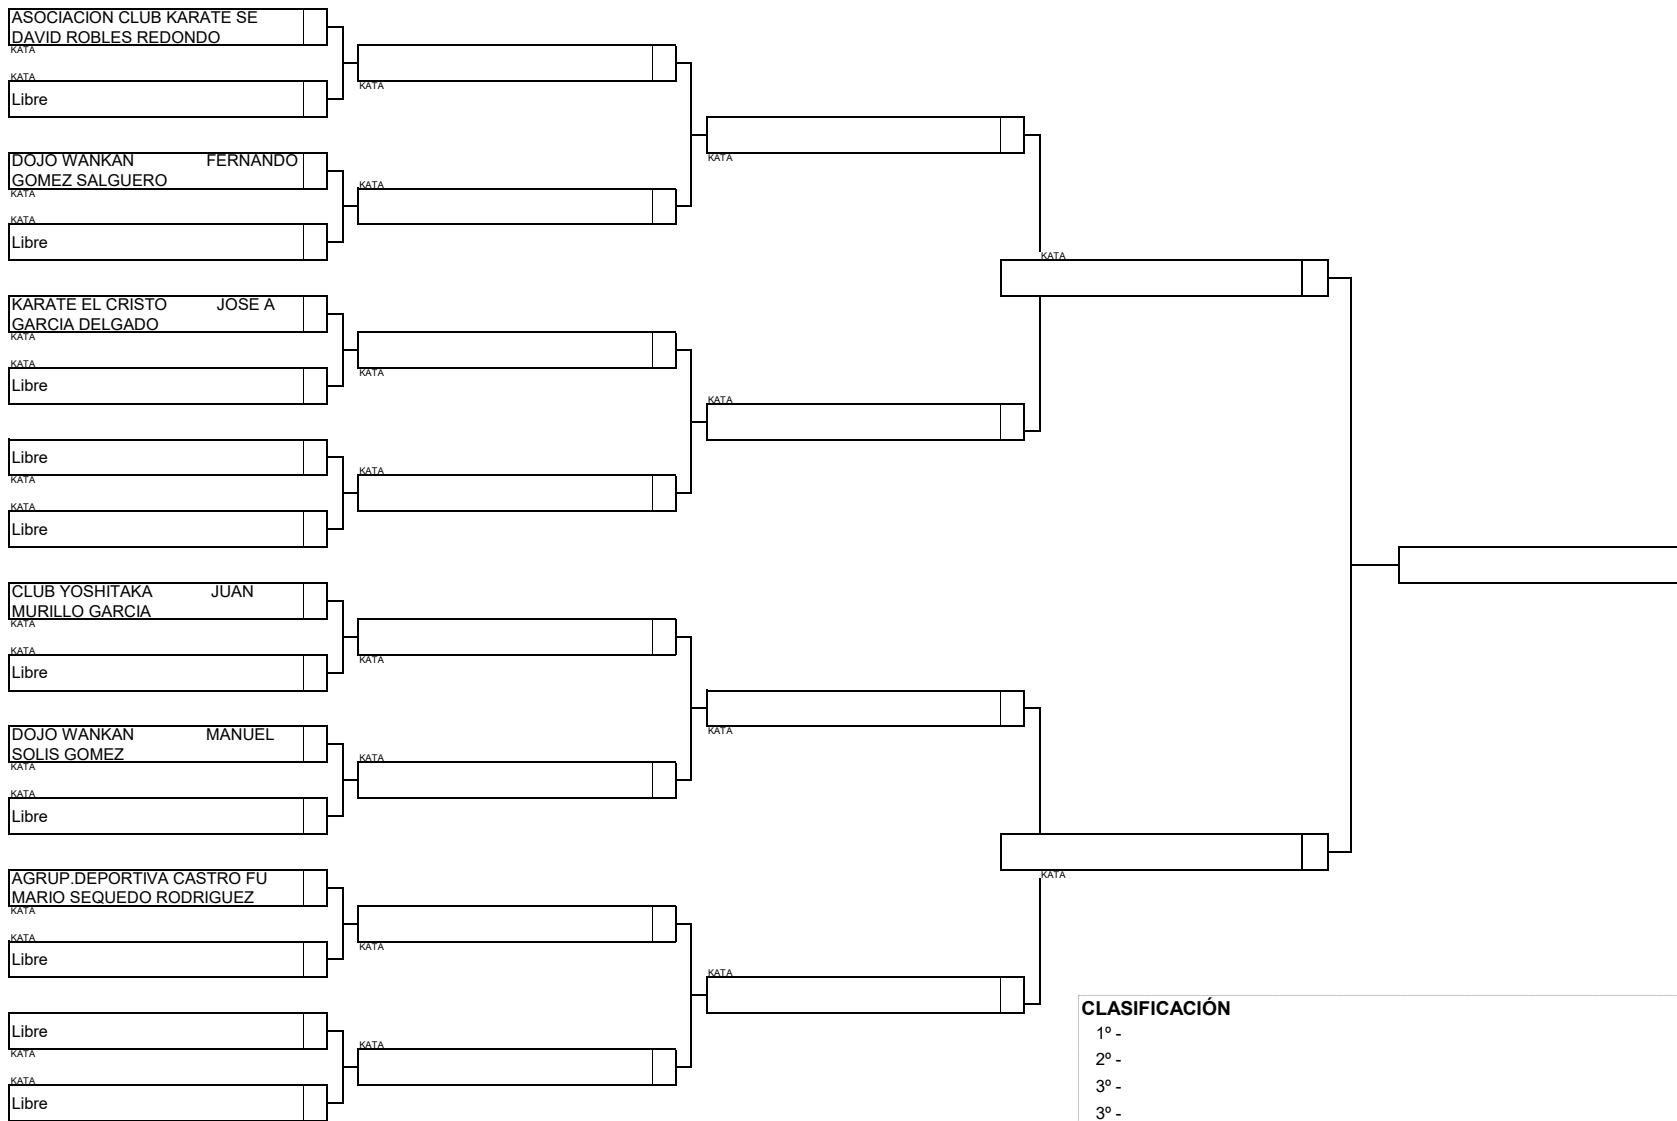 ASOCIACION CLUB KARATE SE
DAVID ROBLES REDONDO
KATA
KATA
Libre
DOJO WANKAN FERNANDO
GOMEZ SALGUERO
KATA
KATA
Libre
KARATE EL CRISTO JOSE A
GARCIA DELGADO
KATA
KATA
Libre
Libre
KATA
KATA
Libre
CLUB YOSHITAKA JUAN
MURILLO GARCIA
KATA
KATA
Libre
DOJO WANKAN MANUEL
SOLIS GOMEZ
KATA
KATA
Libre
AGRUP.DEPORTIVA CASTRO FU
MARIO SEQUEDO RODRIGUEZ
KATA
KATA
Libre
Libre
KATA
KATA
Libre
KATA
KATA
KATA
KATA
KATA
KATA
KATA
KATA
KATA
KATA
KATA
KATA
KATA
KATA
CLASIFICACIÓN
1º -
2º -
3º -
3º -